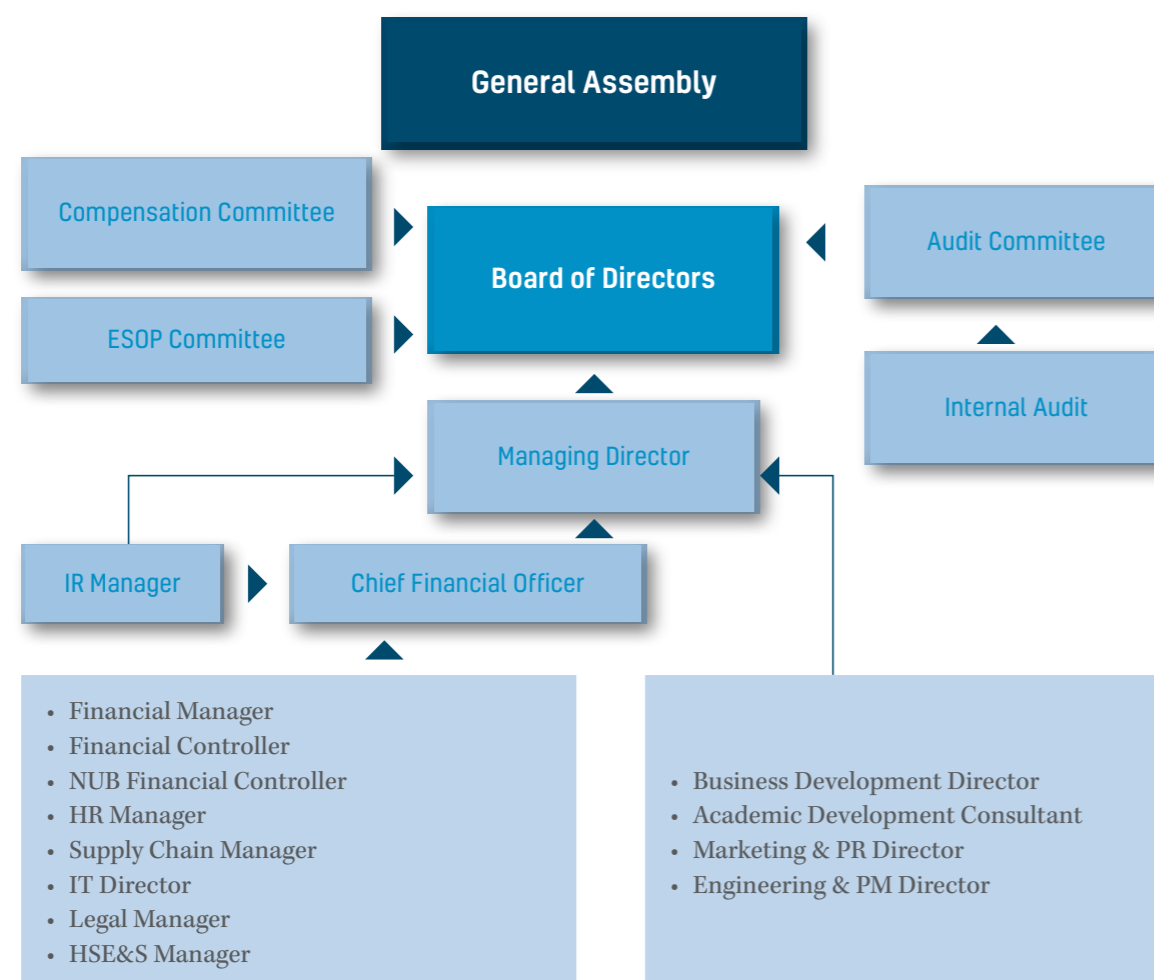 General Assembly
Compensation Committee
Board of Directors
Audit Committee
ESOP Committee
Internal Audit
Managing Director
IR Manager
Chief Financial Officer
• Financial Manager
• Financial Controller
• NUB Financial Controller
• HR Manager
• Supply Chain Manager
• IT Director
• Legal Manager
• HSE&S Manager
• Business Development Director
• Academic Development Consultant
• Marketing & PR Director
• Engineering & PM Director